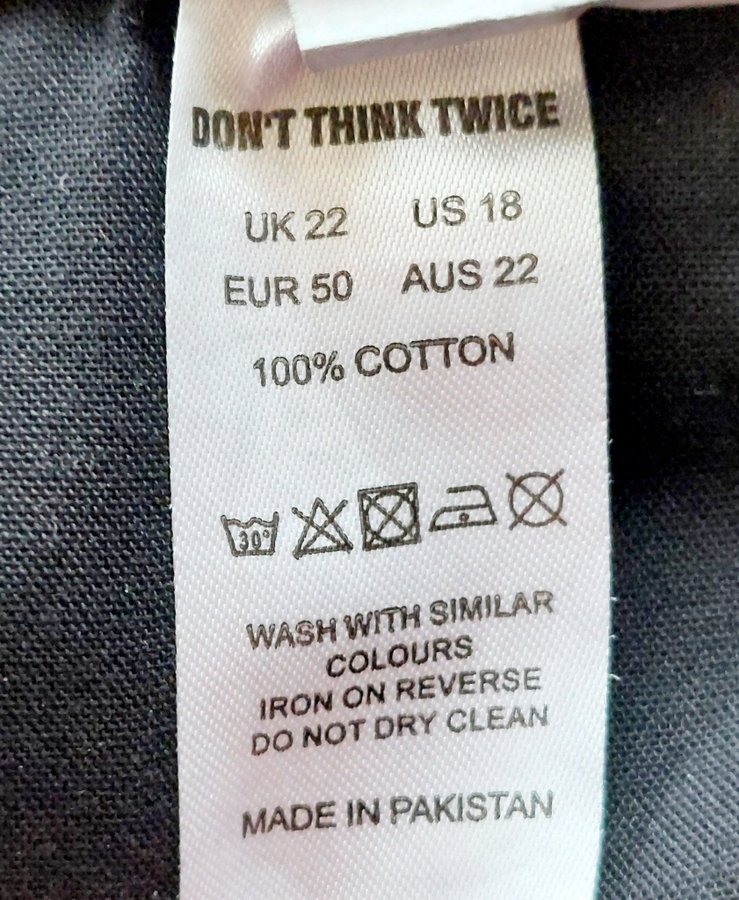 DON'T THINK TWICE
UK 22 US 18
EUR 50 AUS 22
100% COTTON
30°
WASH WITH SIMILAR
COLOURS
IRON ON REVERSE
DO NOT DRY CLEAN
MADE IN PAKISTAN